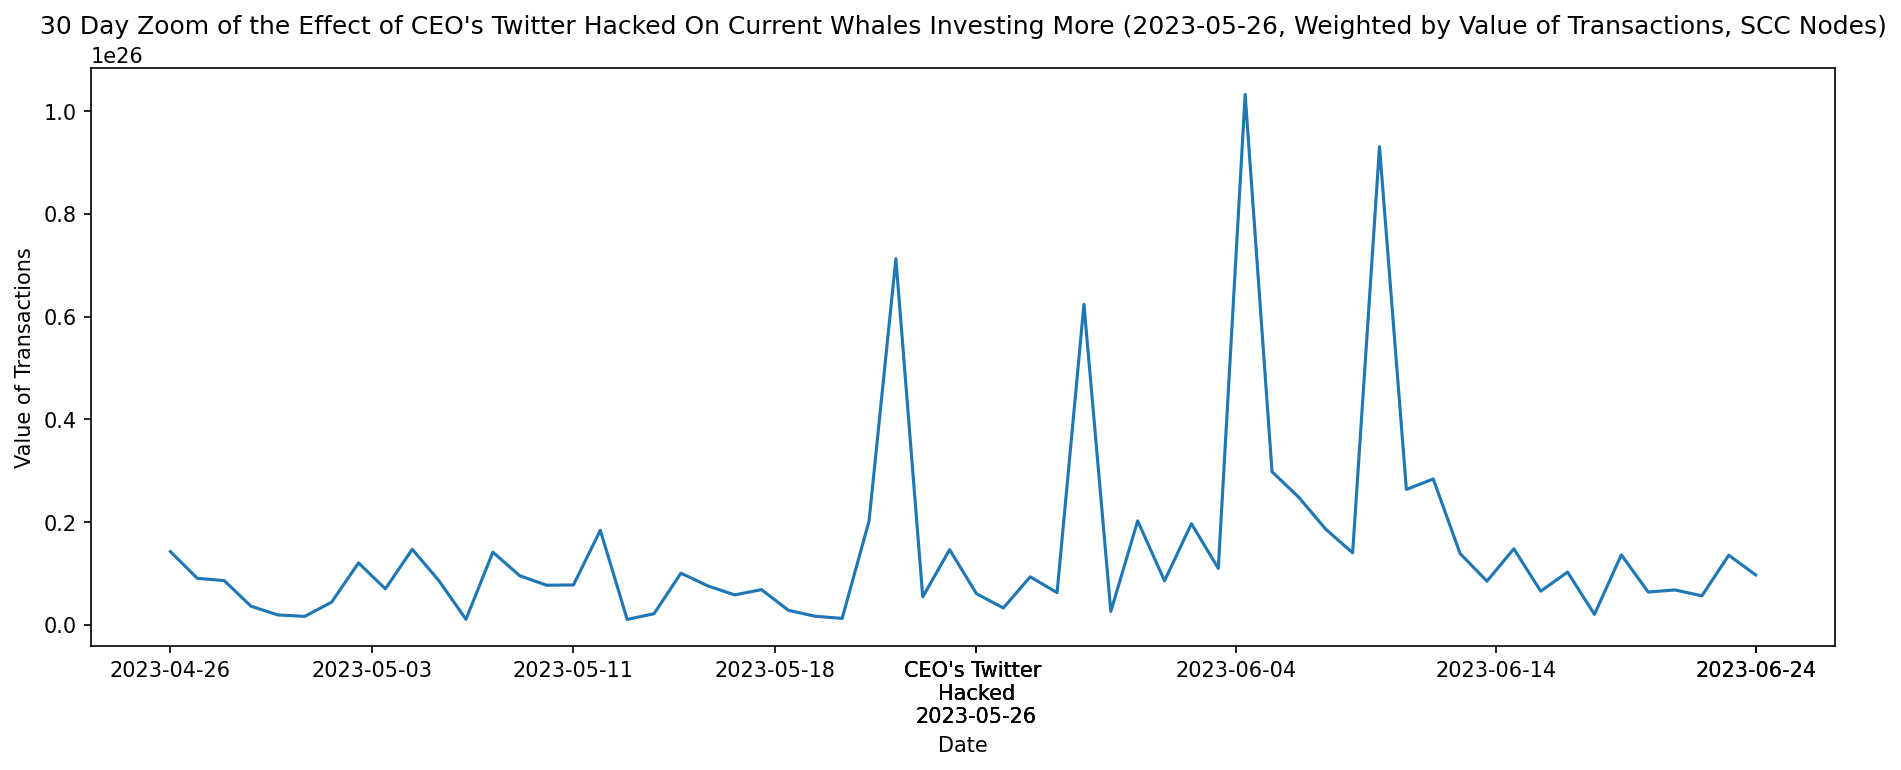 30 Day Zoom of the Effect of CEO's Twitter Hacked On Current Whales Investing More (2023-05-26, Weighted by Value of Transactions, SCC Nodes)
1e26
1.0
0.8
0.6
0.4
0.2
0.0
Value of Transactions
2023-04-26 2023-05-03 2023-05-11 2023-05-18 CEO's Twitter 2023-06-04 2023-06-14 2023-06-24
Hacked
2023-05-26
Date